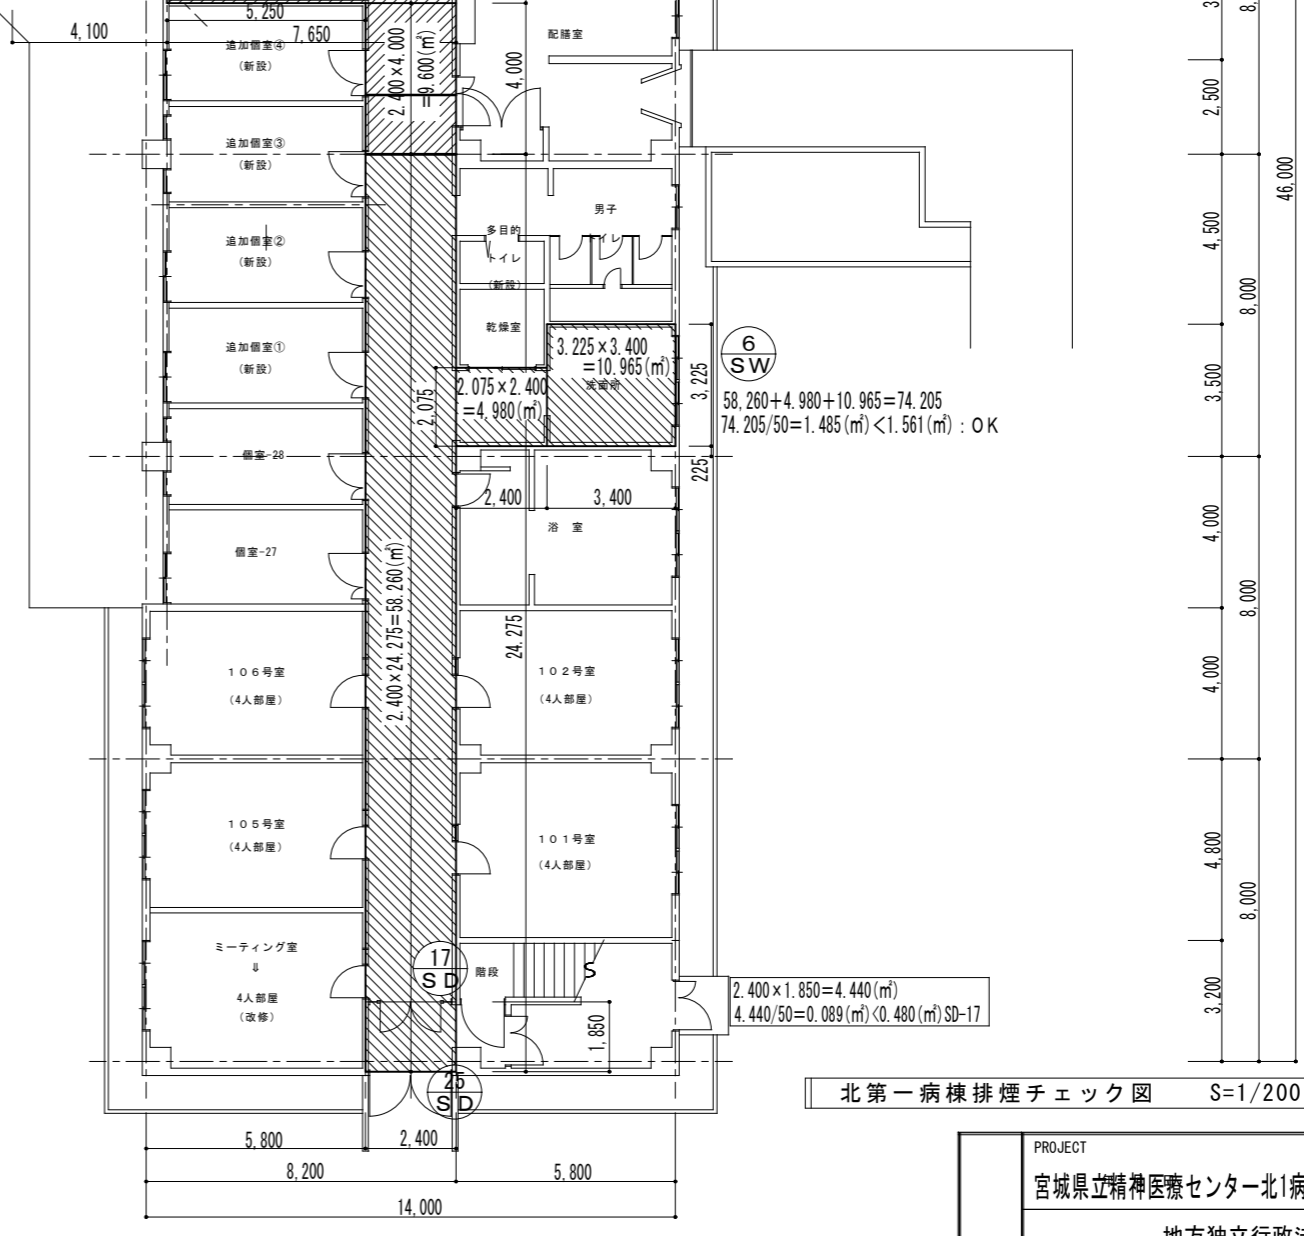 5,250
4,100
7,650
追加個室④
(新設)
2.400×4.000
=9.600(㎡)
4,000
配膳室
追加個室③
(新設)
追加個室②
(新設)
多目的
トイレ
(新設)
男子
トイレ
乾燥室
追加個室①
(新設)
3.225×3.400
=10.965(㎡)
洗面所
2.075×2.400
=4,980(㎡)
2,075
3,225
225
6
SW
58,260+4.980+10.965=74.205
74.205/50=1.485(㎡)<1.561(㎡):OK
個室-28
2,400
3,400
浴 室
個室-27
2.400×24.275=58.260(㎡)
24.275
106号室
(4人部屋)
102号室
(4人部屋)
105号室
(4人部屋)
101号室
(4人部屋)
ミーティング室
⇓
4人部屋
(改修)
17
SD
階段
S
1,850
2.400×1.850=4.440(㎡)
4.440/50=0.089(㎡)<0.480(㎡)SD-17
25
SD
5,800
2,400
8,200
5,800
14,000
2,500
4,500
3,500
4,000
4,000
4,800
3,200
8,000
8,000
8,000
46,000
北第一病棟排煙チェック図 S=1/200
PROJECT
宮城県立精神医療センター北1病
地方独立行政法